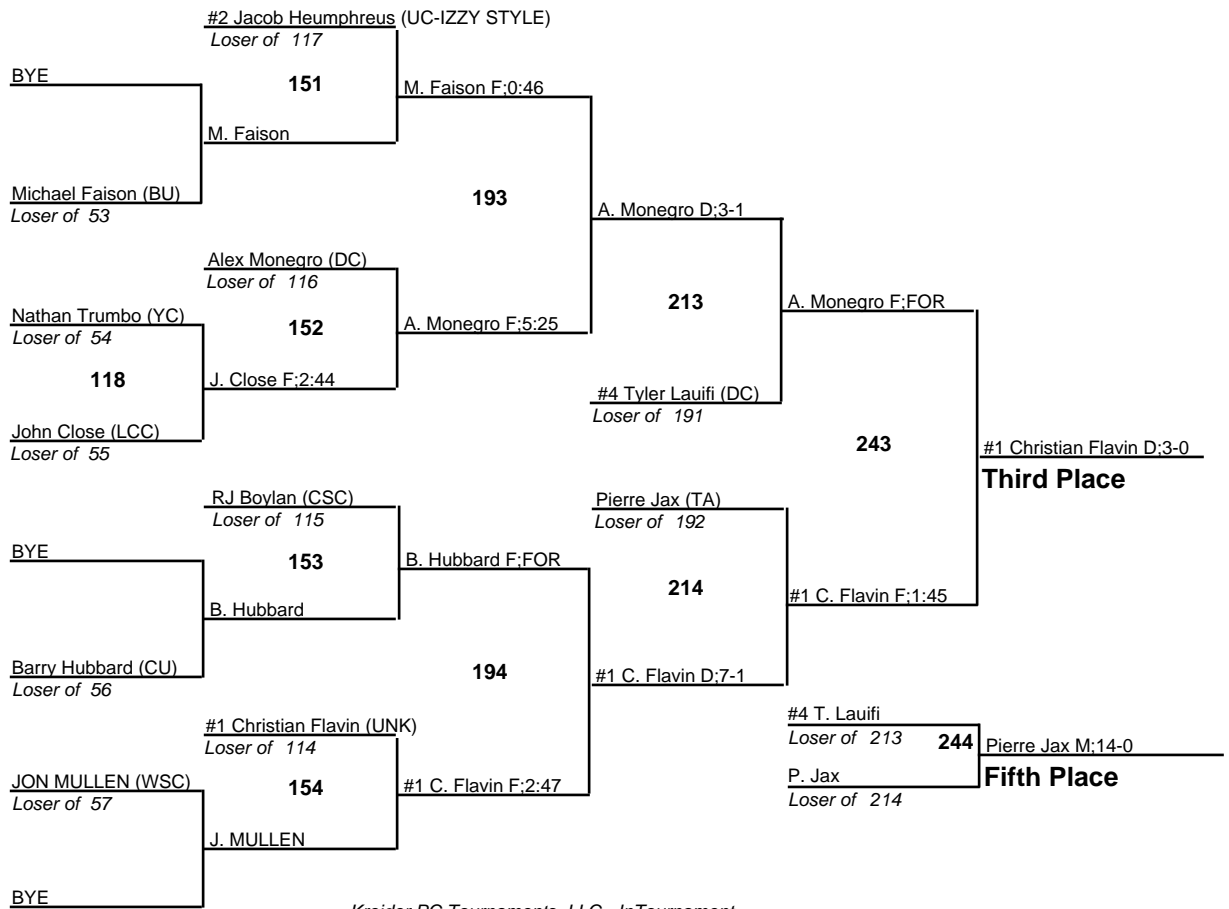 #2 Jacob Heumphreus (UC-IZZY STYLE)
Loser of 117
BYE
151
M. Faison F;0:46
M. Faison
Michael Faison (BU)
Loser of 53
193
A. Monegro D;3-1
Alex Monegro (DC)
Loser of 116
213
A. Monegro F;FOR
Nathan Trumbo (YC)
Loser of 54
152
A. Monegro F;5:25
118
J. Close F;2:44
#4 Tyler Lauifi (DC)
Loser of 191
John Close (LCC)
Loser of 55
243
#1 Christian Flavin D;3-0
Third Place
RJ Boylan (CSC)
Loser of 115
Pierre Jax (TA)
Loser of 192
BYE
153
B. Hubbard F;FOR
214
#1 C. Flavin F;1:45
B. Hubbard
Barry Hubbard (CU)
Loser of 56
194
#1 C. Flavin D;7-1
#1 Christian Flavin (UNK)
Loser of 114
#4 T. Lauifi
Loser of 213
244
Pierre Jax M;14-0
Fifth Place
JON MULLEN (WSC)
Loser of 57
154
#1 C. Flavin F;2:47
P. Jax
Loser of 214
J. MULLEN
BYE